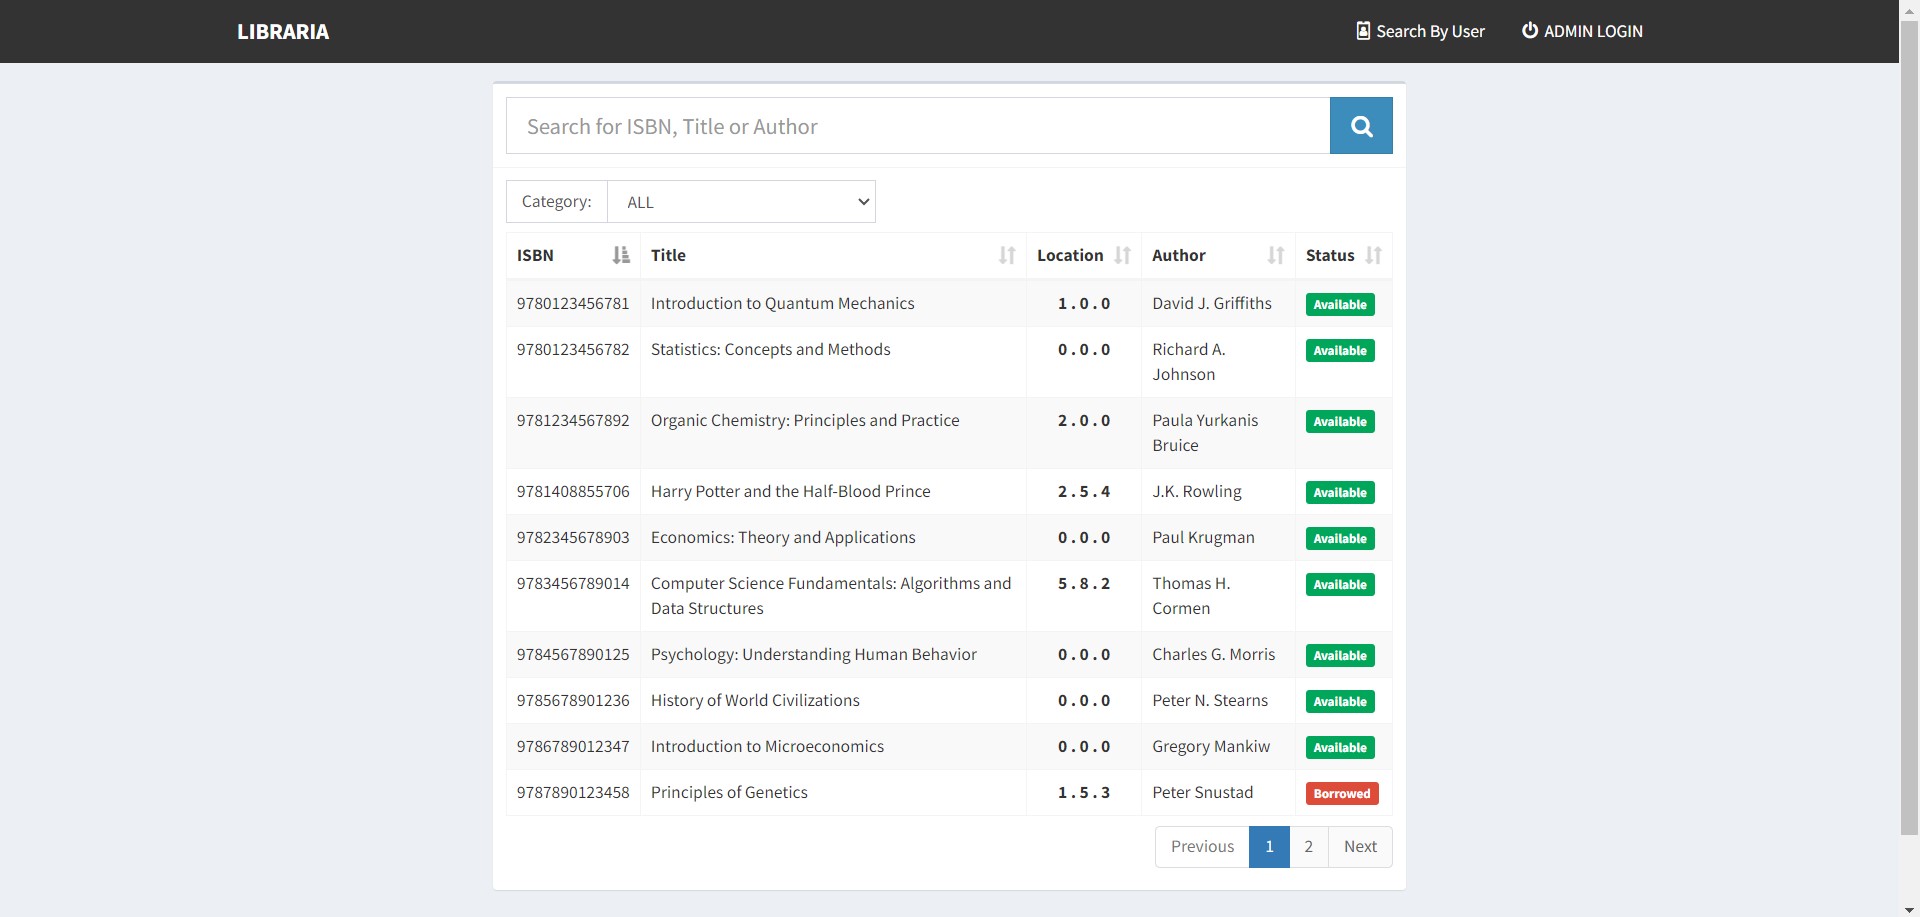 LIBRARIA
Search By User
ADMIN LOGIN
Search for ISBN, Title or Author
Category:
ALL
ISBN Title Location Author Status
9780123456781 Introduction to Quantum Mechanics 1.0.0 David J. Griffiths Available
9780123456782 Statistics: Concepts and Methods 0.0.0 Richard A. Available
Johnson
9781234567892 Organic Chemistry: Principles and Practice 2.0.0 Paula Yurkanis Available
Bruice
9781408855706 Harry Potter and the Half-Blood Prince 2.5.4 J.K. Rowling Available
9782345678903 Economics: Theory and Applications 0.0.0 Paul Krugman Available
9783456789014 Computer Science Fundamentals: Algorithms and 5.8.2 Thomas H. Available
Data Structures Cormen
9784567890125 Psychology: Understanding Human Behavior 0.0.0 Charles G. Morris Available
9785678901236 History of World Civilizations 0.0.0 Peter N. Stearns Available
9786789012347 Introduction to Microeconomics 0.0.0 Gregory Mankiw Available
9787890123458 Principles of Genetics 1.5.3 Peter Snustad Borrowed
Previous 1 2 Next